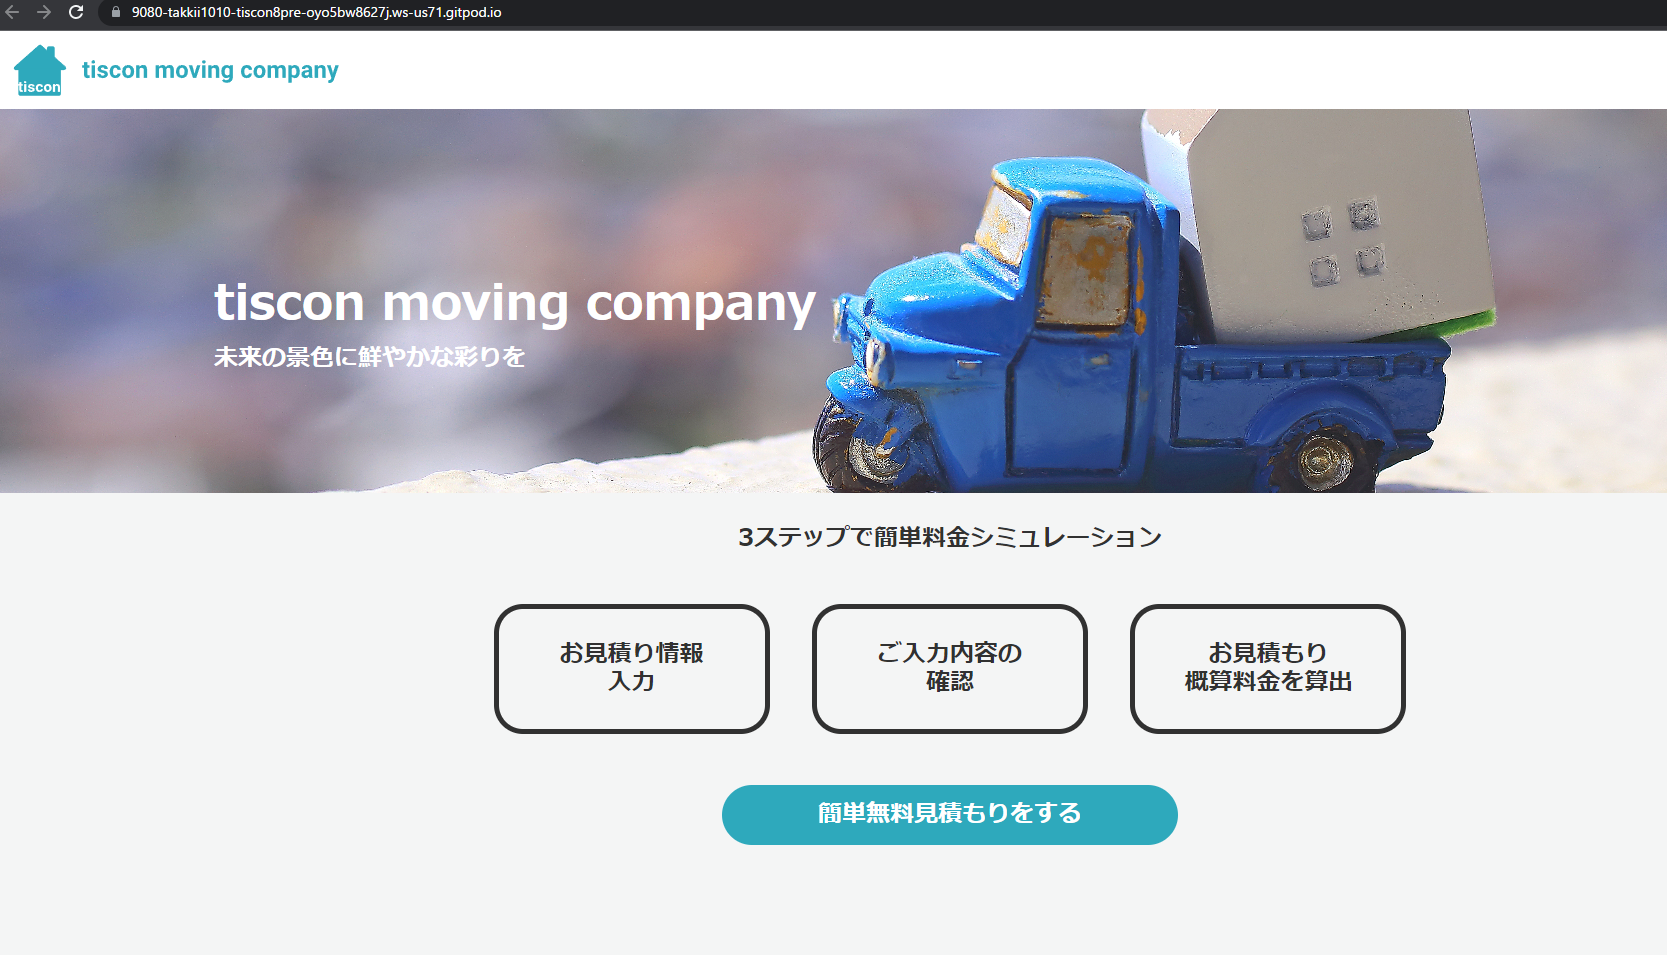 9080-takkii1010-tiscon8pre-oyo5bw8627j.ws-us71.gitpod.io
tiscon
tiscon moving company
tiscon moving company
未来の景色に鮮やかな彩りを
3ステップで簡単料金シミュレーション
お見積り情報
入力
ご入力内容の
確認
お見積もり
概算料金を算出
簡単無料見積もりをする